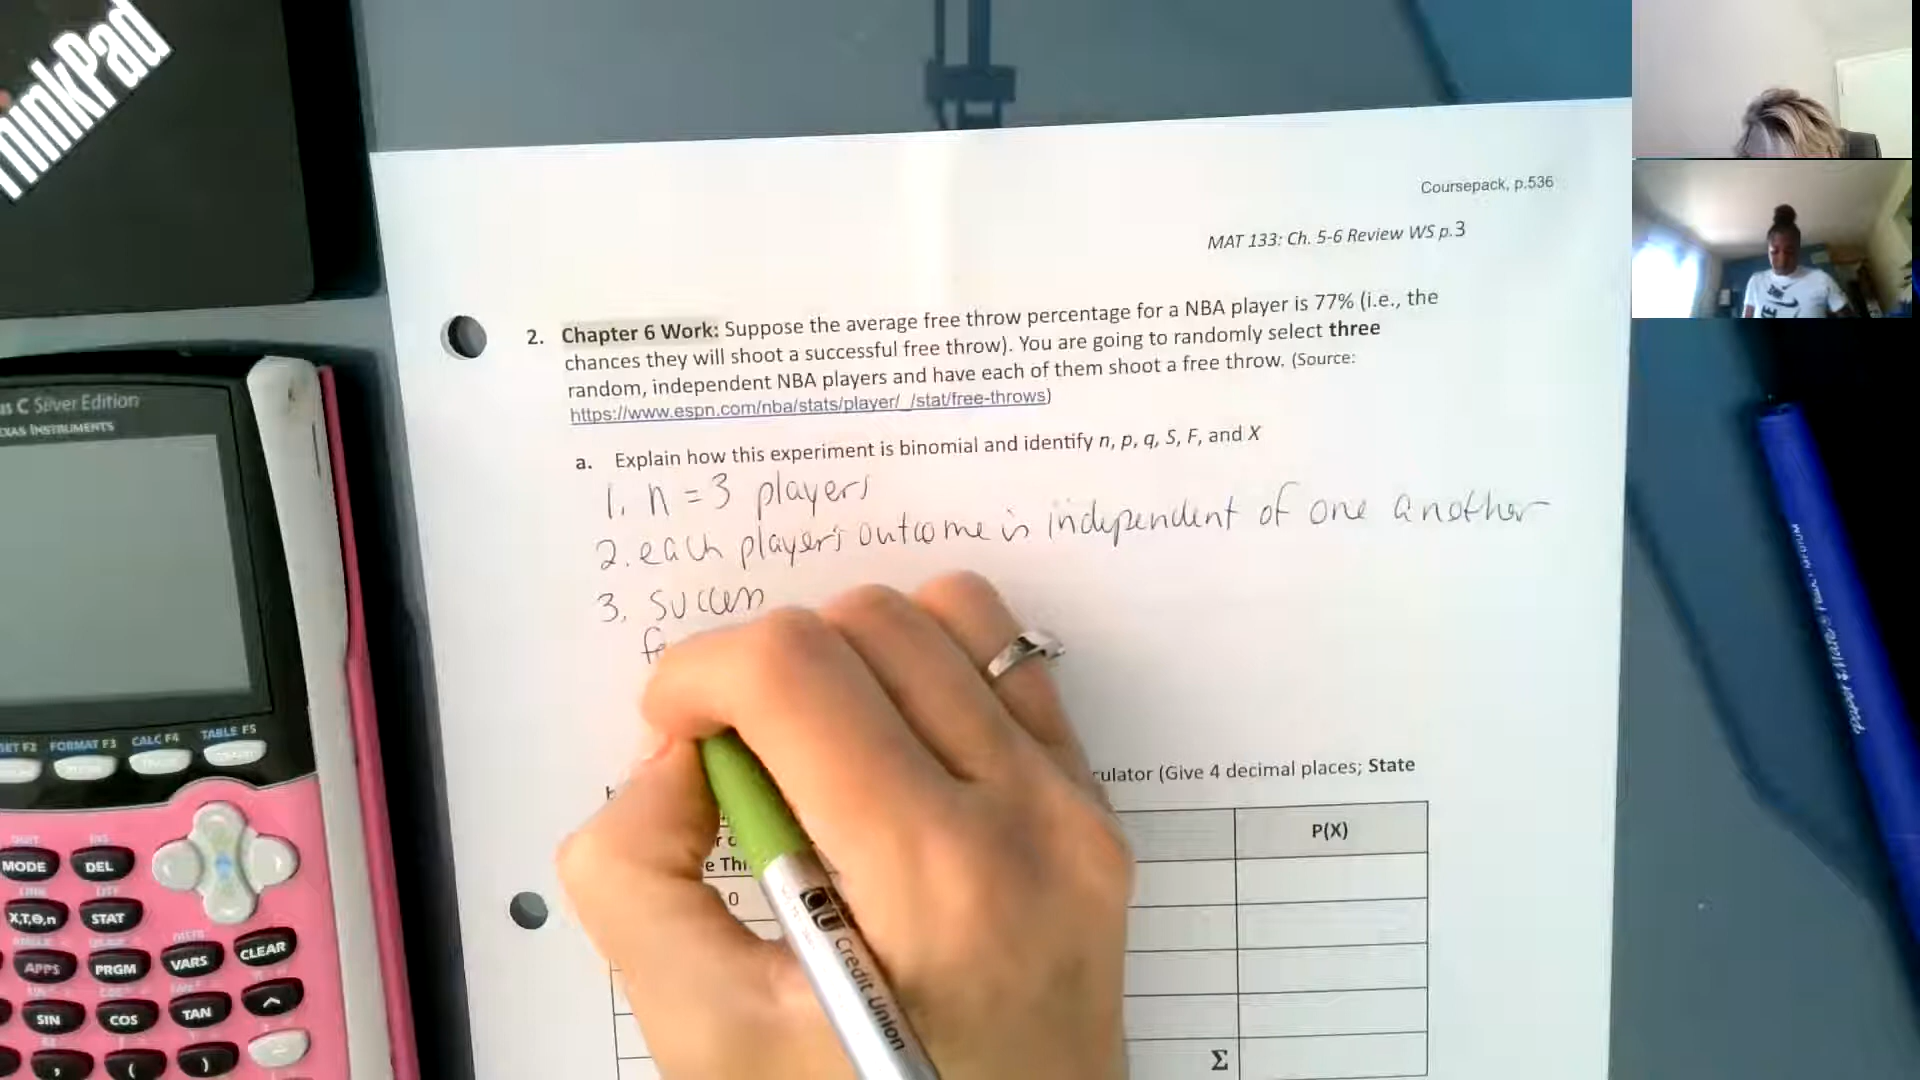 ThinkPad
Coursepack, p.536
MAT 133: Ch. 5-6 Review WS p.3
2. Chapter 6 Work: Suppose the average free throw percentage for a NBA player is 77% (i.e., the
chances they will shoot a successful free throw). You are going to randomly select three
random, independent NBA players and have each of them shoot a free throw. (Source:
https://www.espn.com/nba/stats/player/_/stat/free-throws)
a. Explain how this experiment is binomial and identify n, p, q, S, F, and X
1. n = 3 players
2. each player's outcome is independent of one another
3. success
culator (Give 4 decimal places; State
P(X)
0
Σ
C Silver Edition
TEXAS INSTRUMENTS
FORMAT F3 CALC F4 TABLE F5
MODE DEL
X,T,θ,n STAT
APPS PRGM VARS CLEAR
SIN COS TAN ^
, ( )
Credit Union
Paper Mate